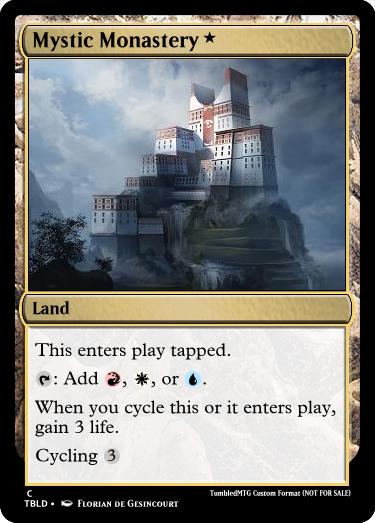 Mystic Monastery ★
Land
This enters play tapped.
: Add , , or .
When you cycle this or it enters play,
gain 3 life.
Cycling 3
C
TBLD • Florian de Gesincourt
TumbledMTG Custom Format (NOT FOR SALE)